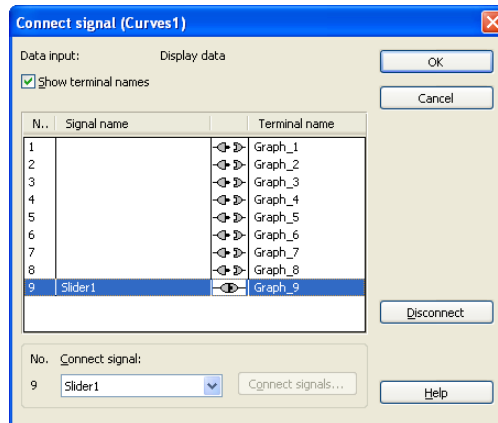 Connect signal (Curves1)
Data input: Display data
OK
Show terminal names
Cancel
N.. Signal name Terminal name
1 Graph_1
2 Graph_2
3 Graph_3
4 Graph_4
5 Graph_5
6 Graph_6
7 Graph_7
8 Graph_8
9 Slider1 Graph_9
Disconnect
No. Connect signal:
9 Slider1 Connect signals...
Help